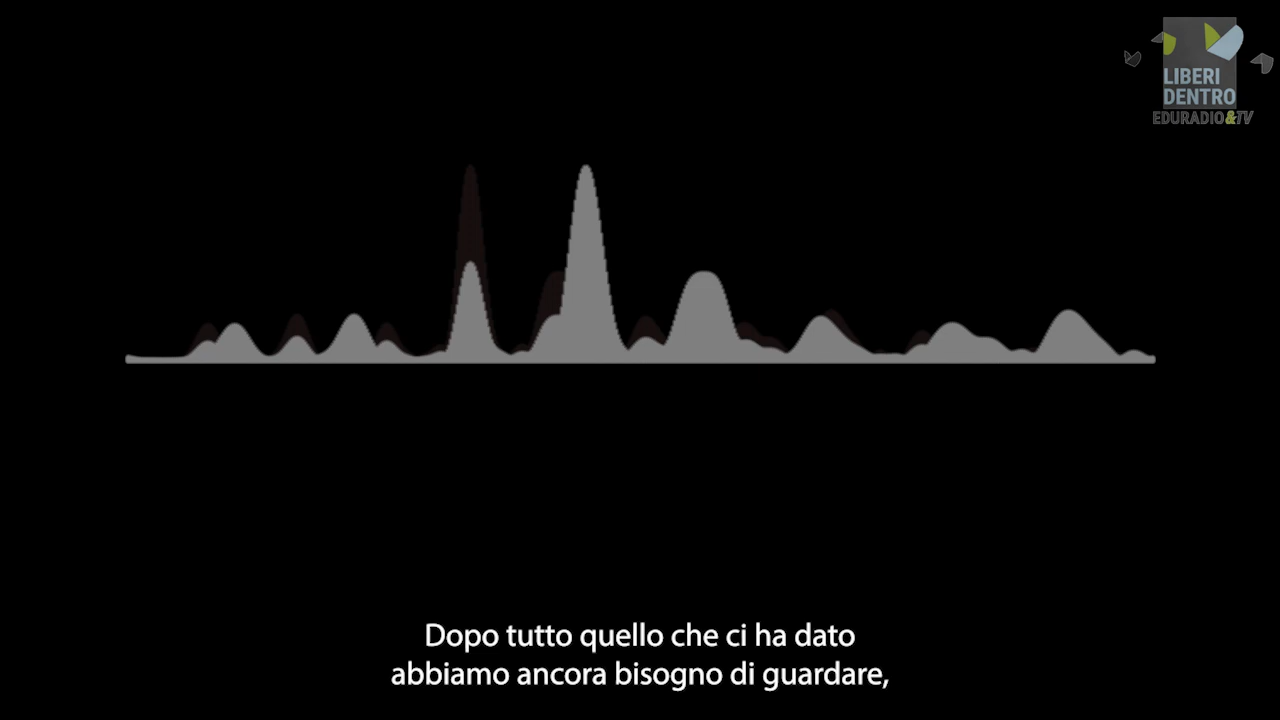 LIBERI
DENTRO
EDURADIO&TV
Dopo tutto quello che ci ha dato
abbiamo ancora bisogno di guardare,